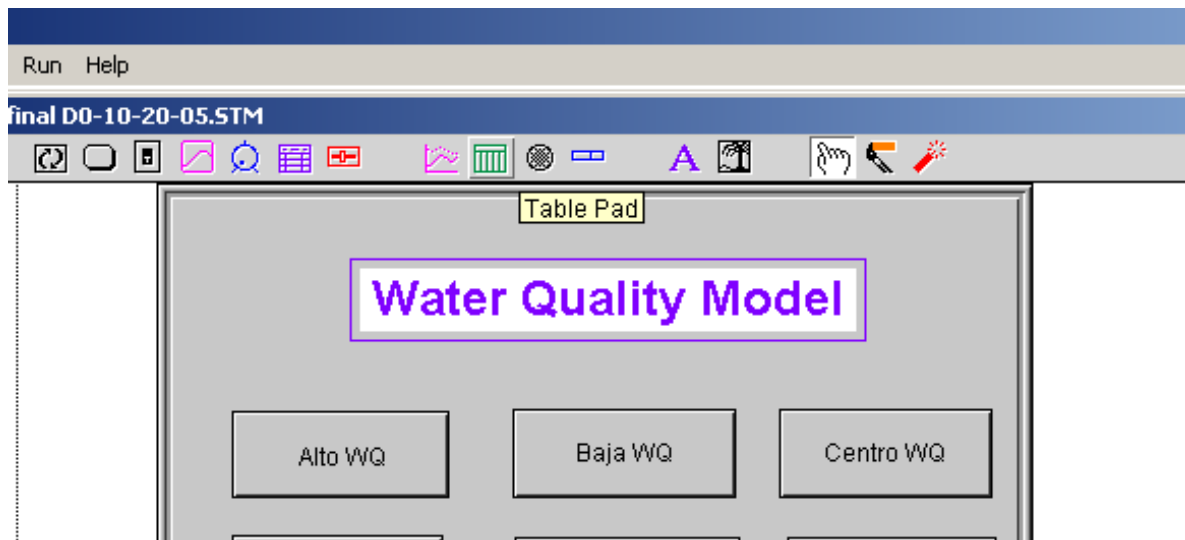 Run Help
final D0-10-20-05.STM
A
Table Pad
Water Quality Model
Alto WQ Baja WQ Centro WQ